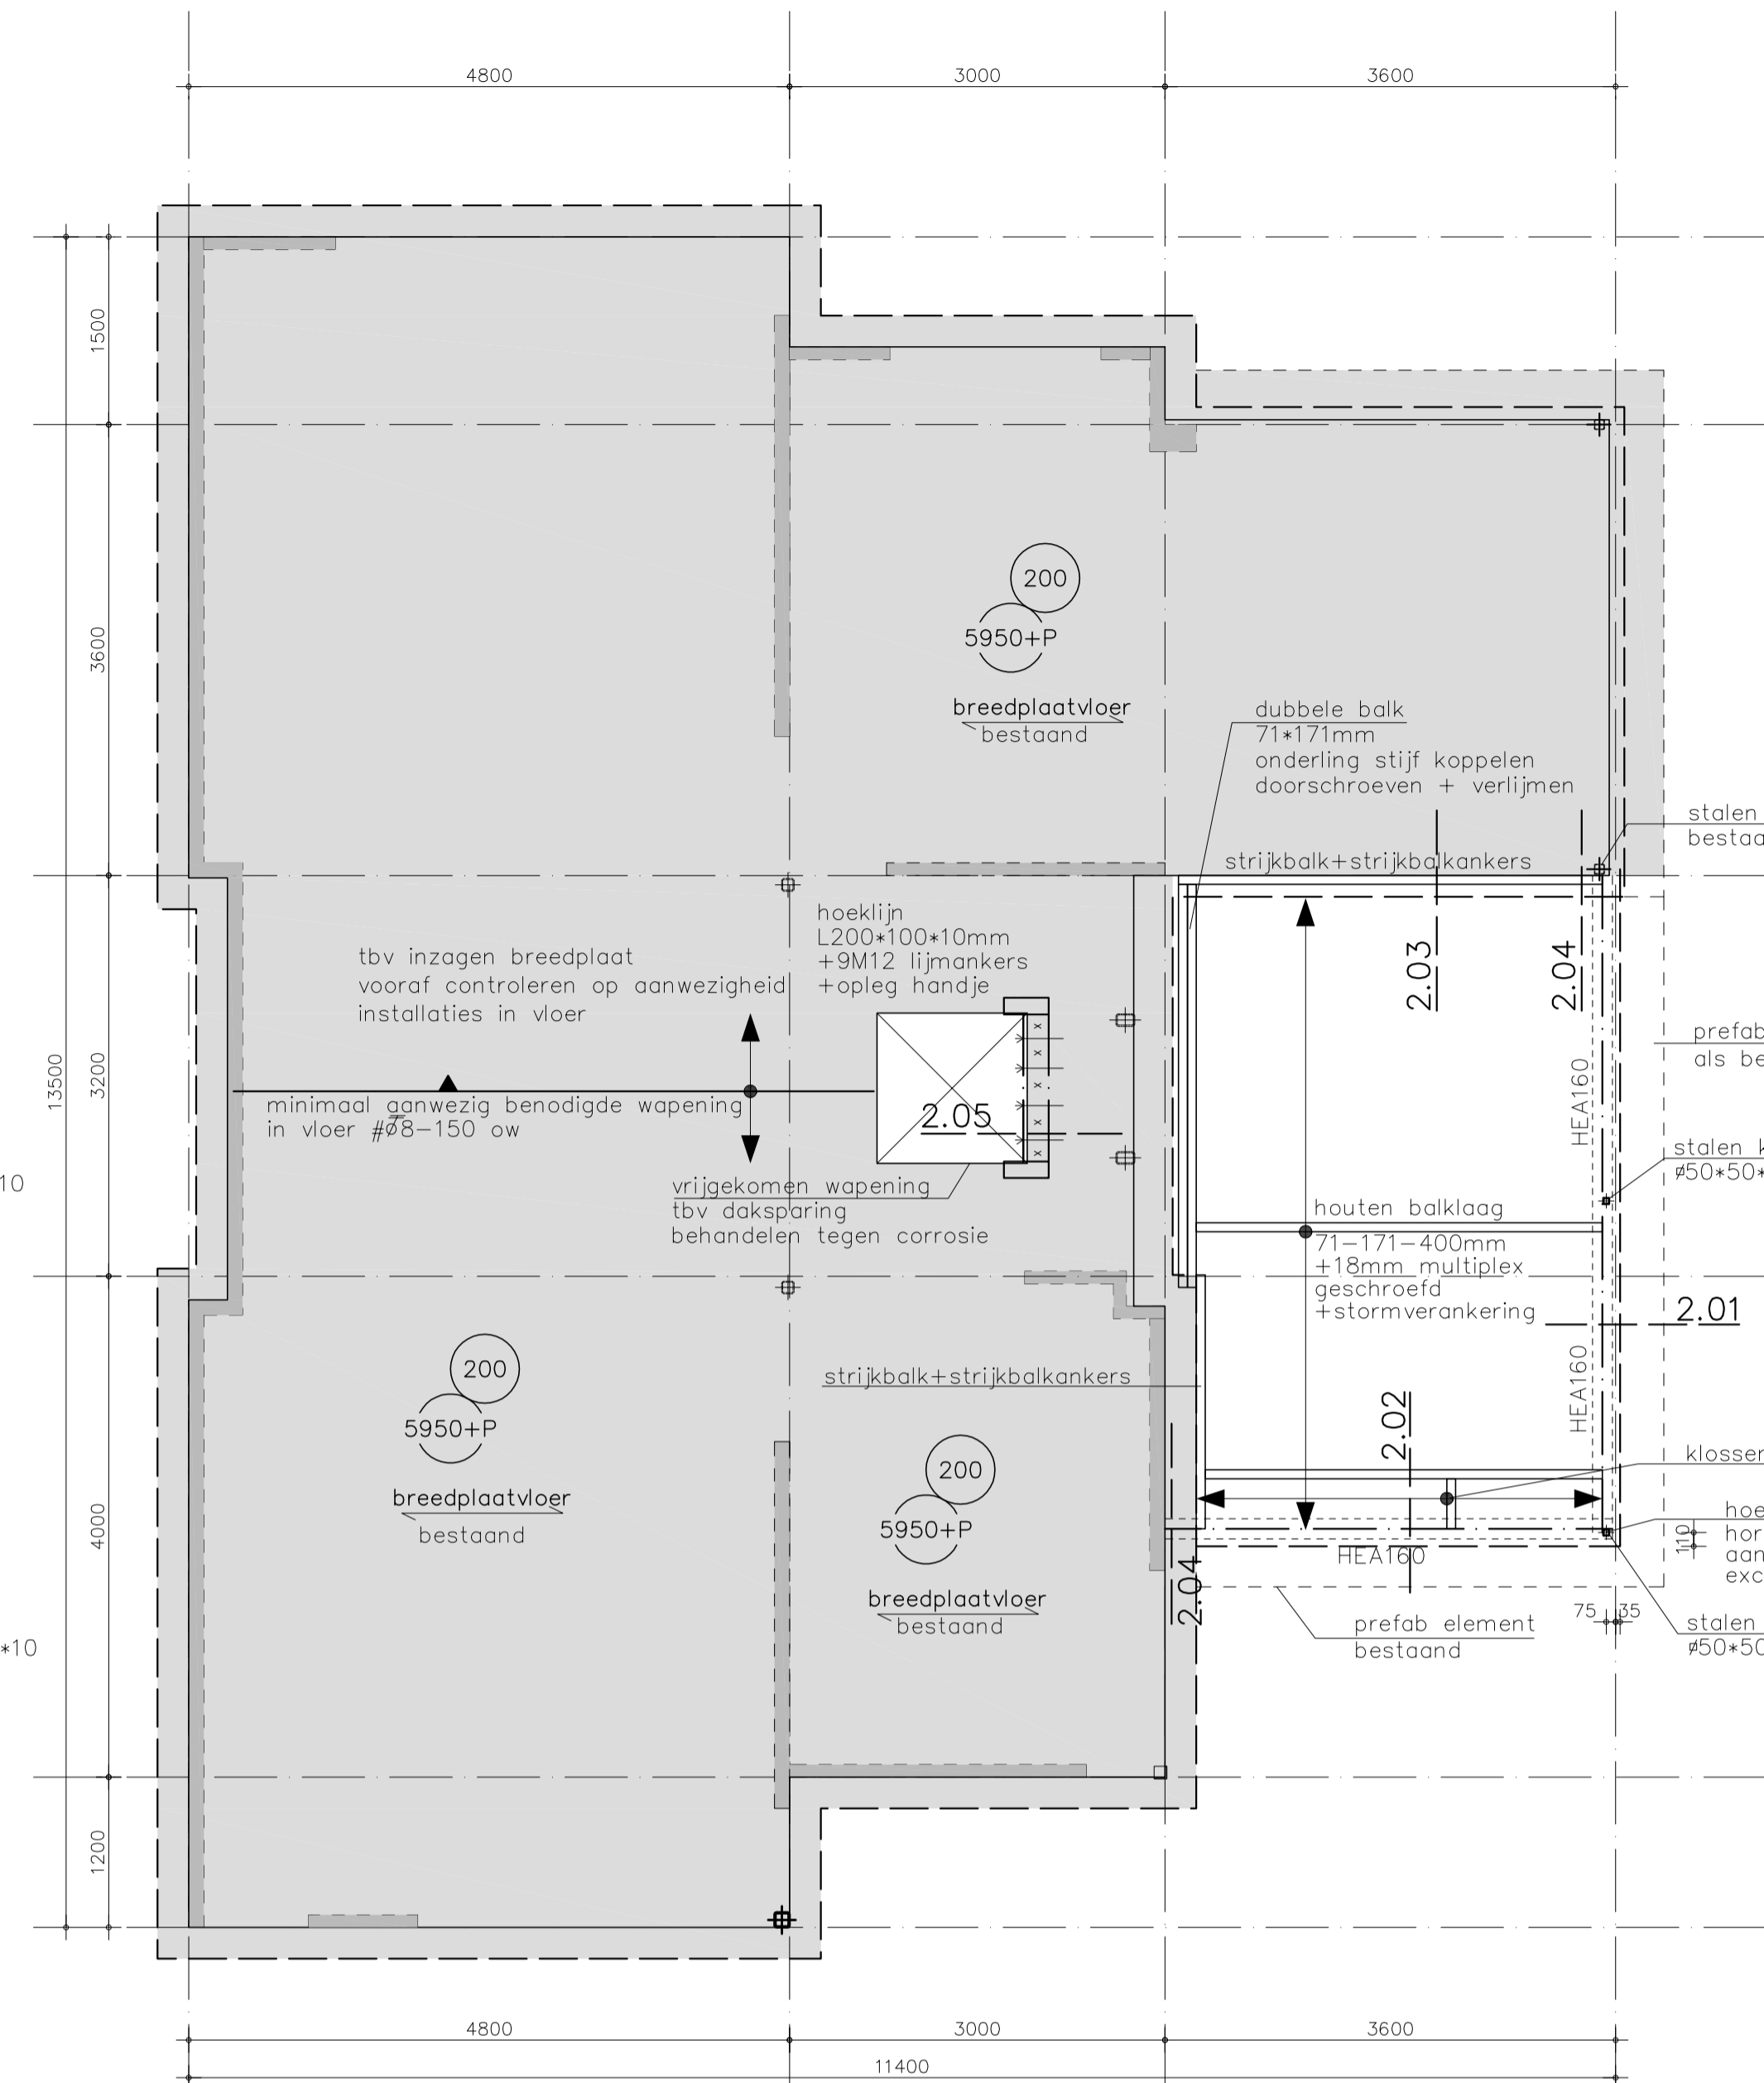 4800
3000
3600
1500
3600
13500
3200
4000
1200
200
5950+P
breedplaatvloer
bestaand
dubbele balk
71*171mm
onderling stijf koppelen
doorschroeven + verlijmen
stalen
bestaa
strijkbalk+strijkbalkankers
hoeklijn
L200*100*10mm
+9M12 lijmankers
+opleg handje
tbv inzagen breedplaat
vooraf controleren op aanwezigheid
installaties in vloer
2.03
2.04
prefab
als be
HEA160
minimaal aanwezig benodigde wapening
in vloer #Ø8-150 ow
2.05
x
x
x
x
x
stalen k
⌀50*50*
10
vrijgekomen wapening
tbv daksparing
behandelen tegen corrosie
houten balklaag
71-171-400mm
+18mm multiplex
geschroefd
+stormverankering
2.01
HEA160
200
5950+P
breedplaatvloer
bestaand
strijkbalk+strijkbalkankers
2.02
klossen
200
5950+P
breedplaatvloer
bestaand
HEA160
2.04
110
hoe
hor
aan
exc
75
35
prefab element
bestaand
stalen
⌀50*50
*10
4800
3000
3600
11400